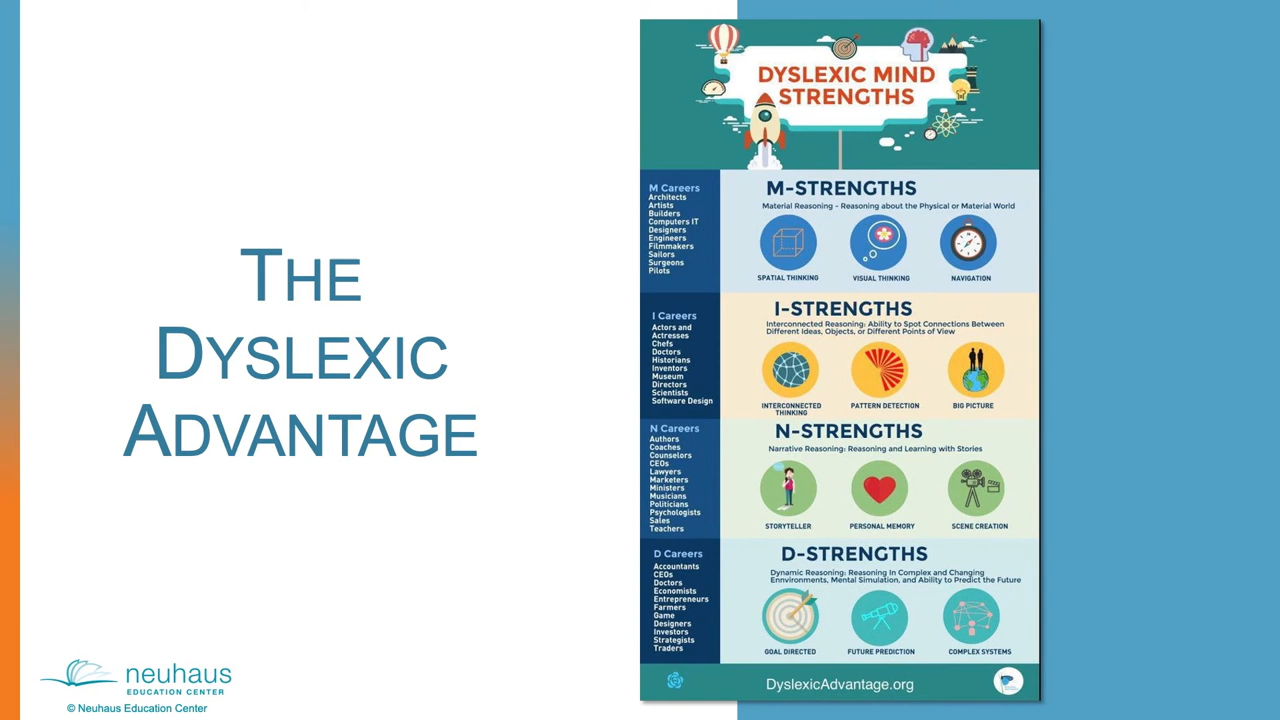 THE
DYSLEXIC
ADVANTAGE
neuhaus
EDUCATION CENTER
© Neuhaus Education Center
DYSLEXIC MIND
STRENGTHS
M Careers
Architects
Artists
Builders
Computers IT
Designers
Engineers
Filmmakers
Sailors
Surgeons
Pilots
M-STRENGTHS
Material Reasoning - Reasoning about the Physical or Material World
SPATIAL THINKING
VISUAL THINKING
NAVIGATION
I Careers
Actors and
Actresses
Chefs
Doctors
Historians
Inventors
Museum
Directors
Scientists
Software Design
I-STRENGTHS
Interconnected Reasoning: Ability to Spot Connections Between
Different Ideas, Objects, or Different Points of View
INTERCONNECTED
THINKING
PATTERN DETECTION
BIG PICTURE
N Careers
Authors
Coaches
Counselors
CEOs
Lawyers
Marketers
Ministers
Musicians
Politicians
Psychologists
Sales
Teachers
N-STRENGTHS
Narrative Reasoning: Reasoning and Learning with Stories
STORYTELLER
PERSONAL MEMORY
SCENE CREATION
D Careers
Accountants
CEOs
Doctors
Economists
Entrepreneurs
Farmers
Game
Designers
Investors
Strategists
Traders
D-STRENGTHS
Dynamic Reasoning: Reasoning In Complex and Changing
Ennvironments, Mental Simulation, and Ability to Predict the Future
GOAL DIRECTED
FUTURE PREDICTION
COMPLEX SYSTEMS
DyslexicAdvantage.org